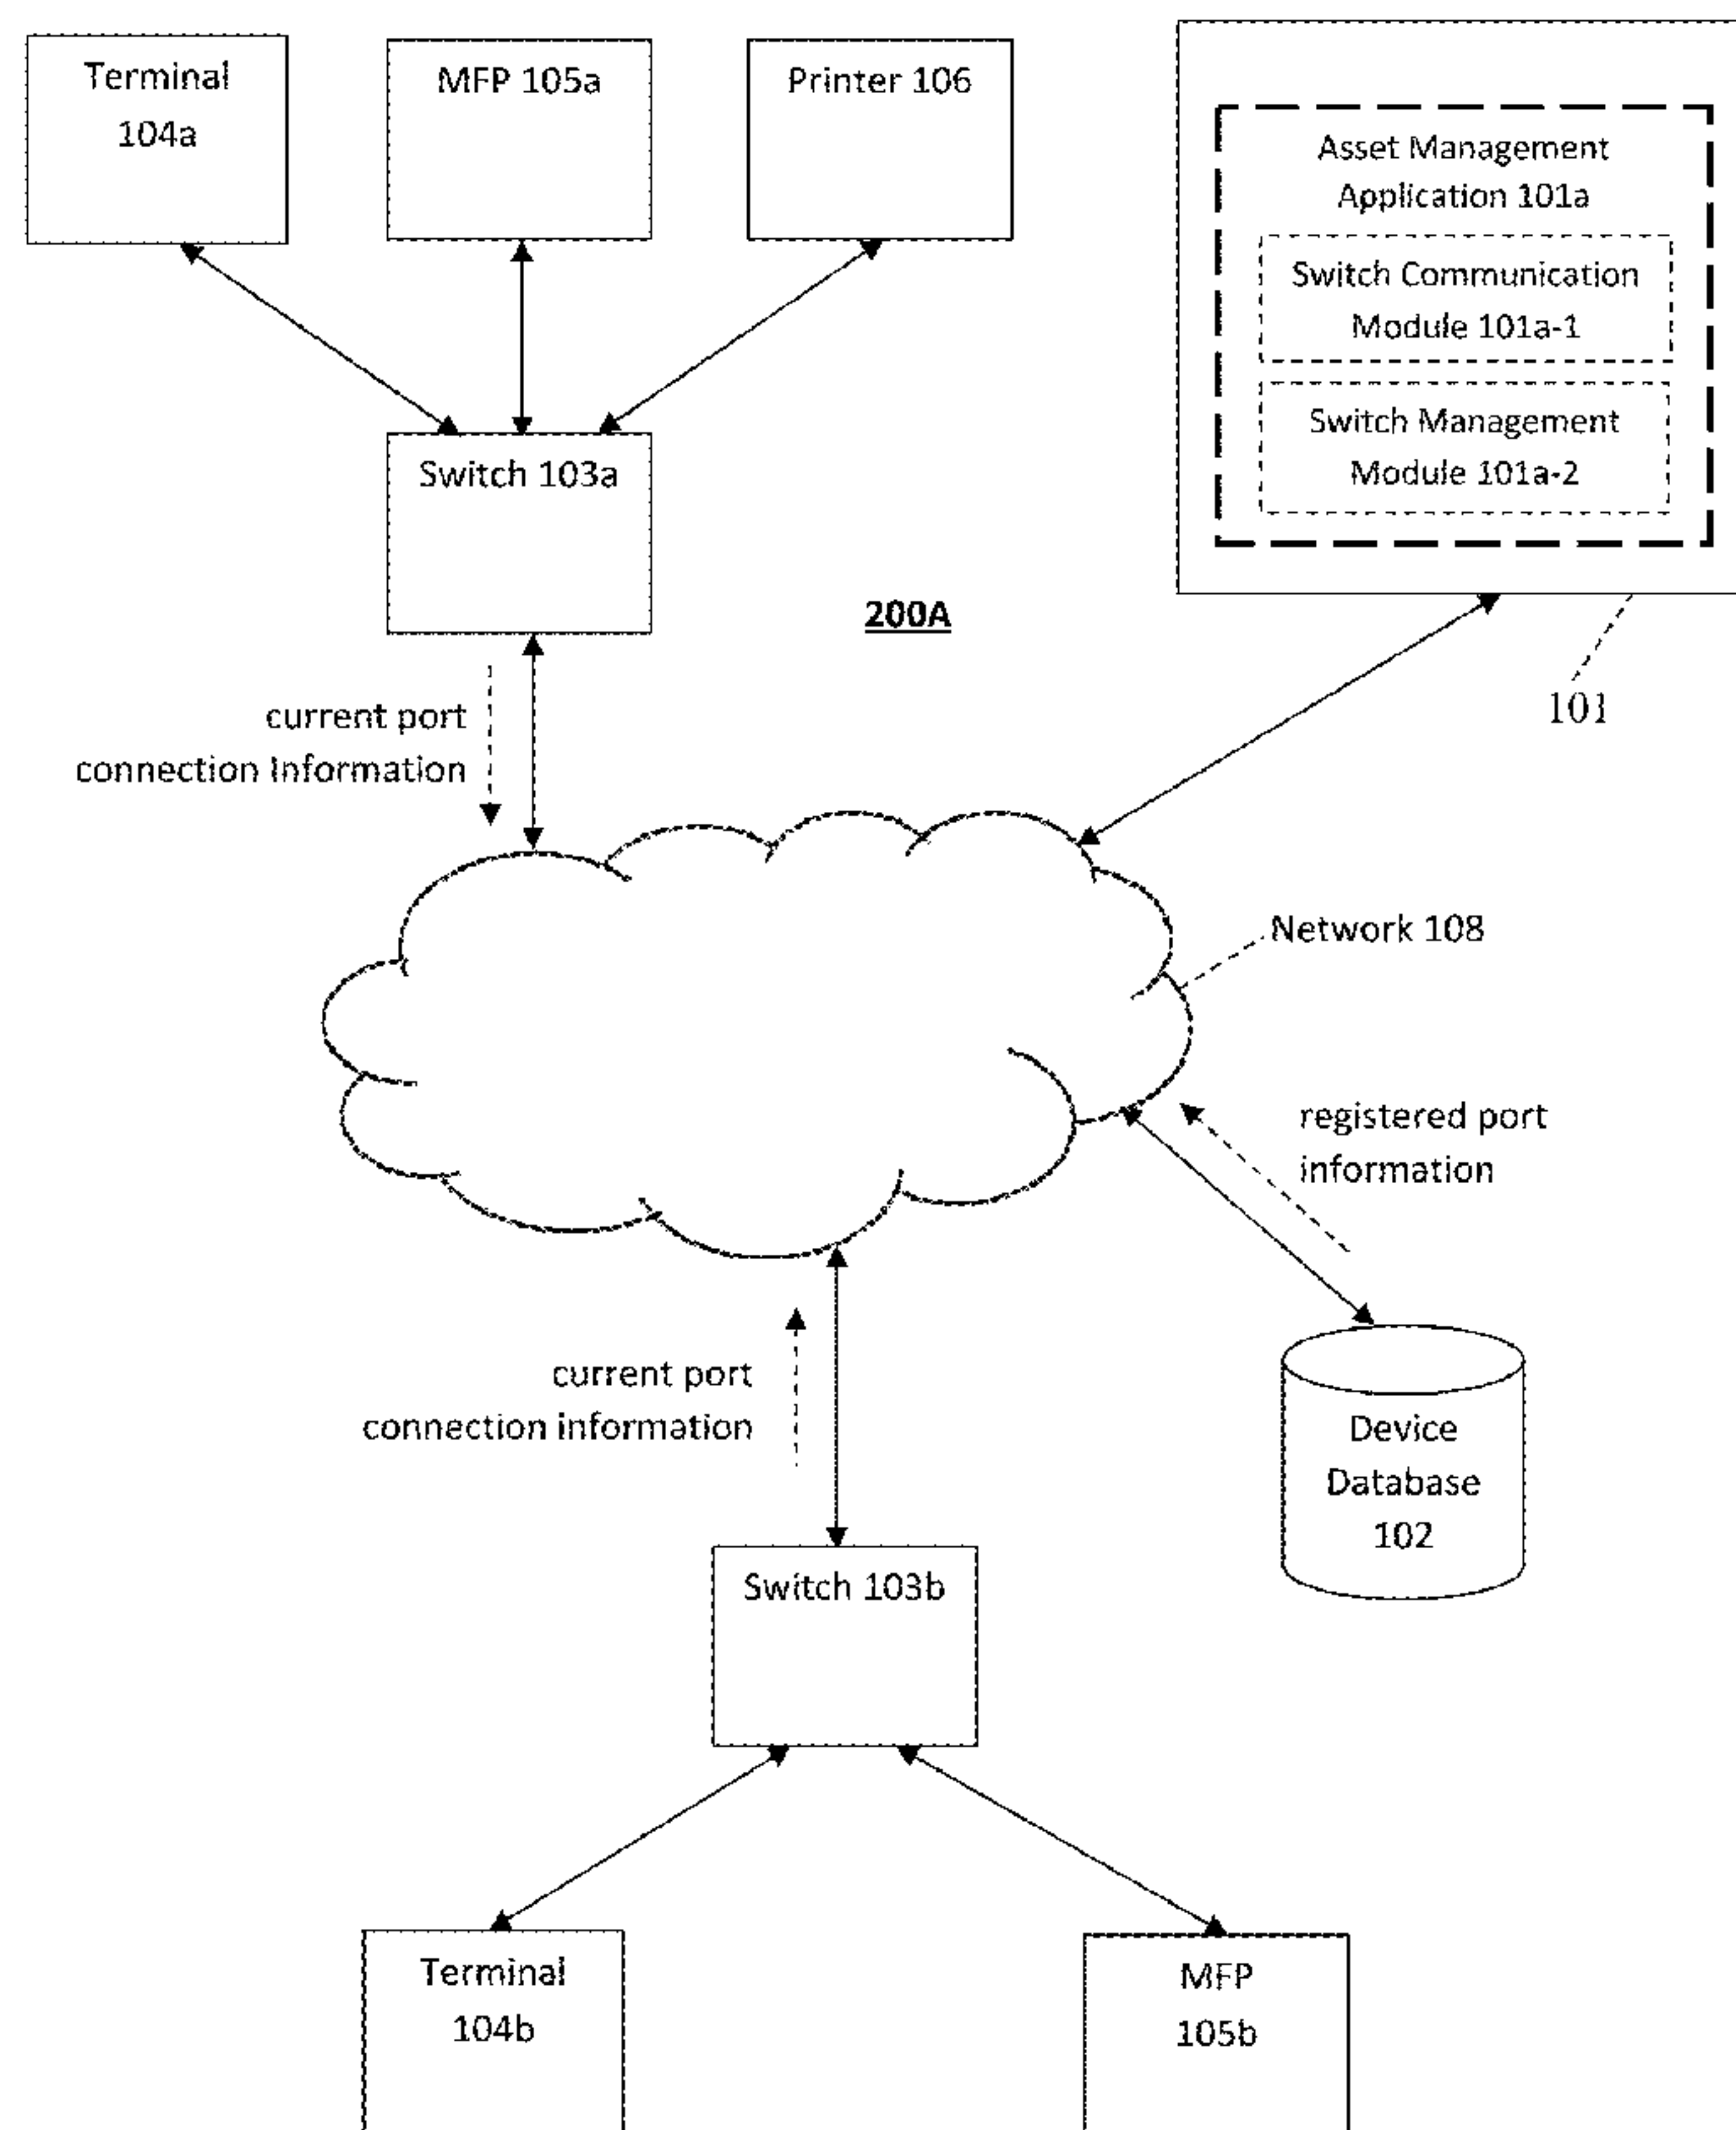 Terminal
104a
MFP 105a
Printer 106
Asset Management
Application 101a
Switch Communication
Module 101a-1
Switch Management
Module 101a-2
Switch 103a
200A
101
current port
connection Information
Network 108
registered port
information
current port
connection information
Device
Database
102
Switch 103b
Terminal
104b
MFP
105b